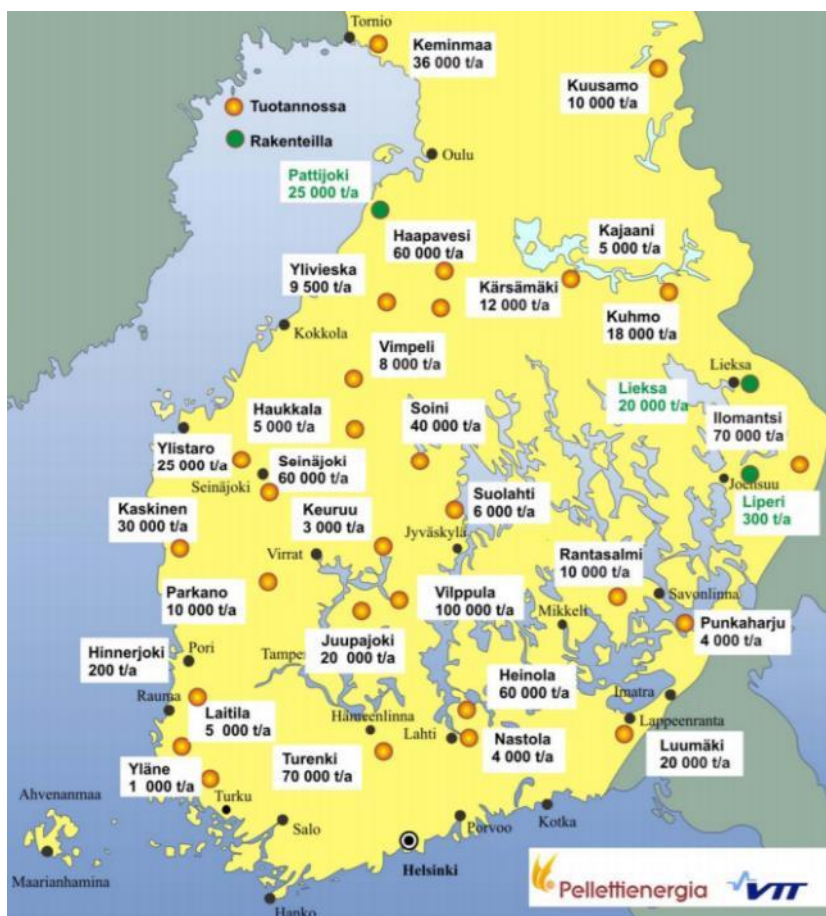 Tornio
Keminmaa
36 000 t/a
Kuusamo
10 000 t/a
Tuotannossa
Rakenteilla
Oulu
Pattijoki
25 000 t/a
Haapavesi
60 000 t/a
Kajaani
5 000 t/a
Ylivieska
9 500 t/a
Kärsämäki
12 000 t/a
Kuhmo
18 000 t/a
Kokkola
Vimpeli
8 000 t/a
Lieksa
Lieksa
20 000 t/a
Haukkala
5 000 t/a
Soini
40 000 t/a
Ilomantsi
70 000 t/a
Ylistaro
25 000 t/a
Seinäjoki
60 000 t/a
Seinäjoki
Joensuu
Suolahti
6 000 t/a
Liperi
300 t/a
Kaskinen
30 000 t/a
Keuruu
3 000 t/a
Jyväskylä
Virrat
Rantasalmi
10 000 t/a
Savonlinna
Parkano
10 000 t/a
Vilppula
100 000 t/a
Mikkeli
Punkaharju
4 000 t/a
Juupajoki
20 000 t/a
Hinnerjoki
200 t/a
Pori
Tamper
Heinola
60 000 t/a
Imatra
Rauma
Laitila
5 000 t/a
Hämeenlinna
Lappeenranta
Lahti
Nastola
4 000 t/a
Luumäki
20 000 t/a
Turenki
70 000 t/a
Yläne
1 000 t/a
Turku
Ahvenanmaa
Salo
Porvoo
Kotka
Helsinki
Maarianhamina
Hanko
Pellettienergia
VTT